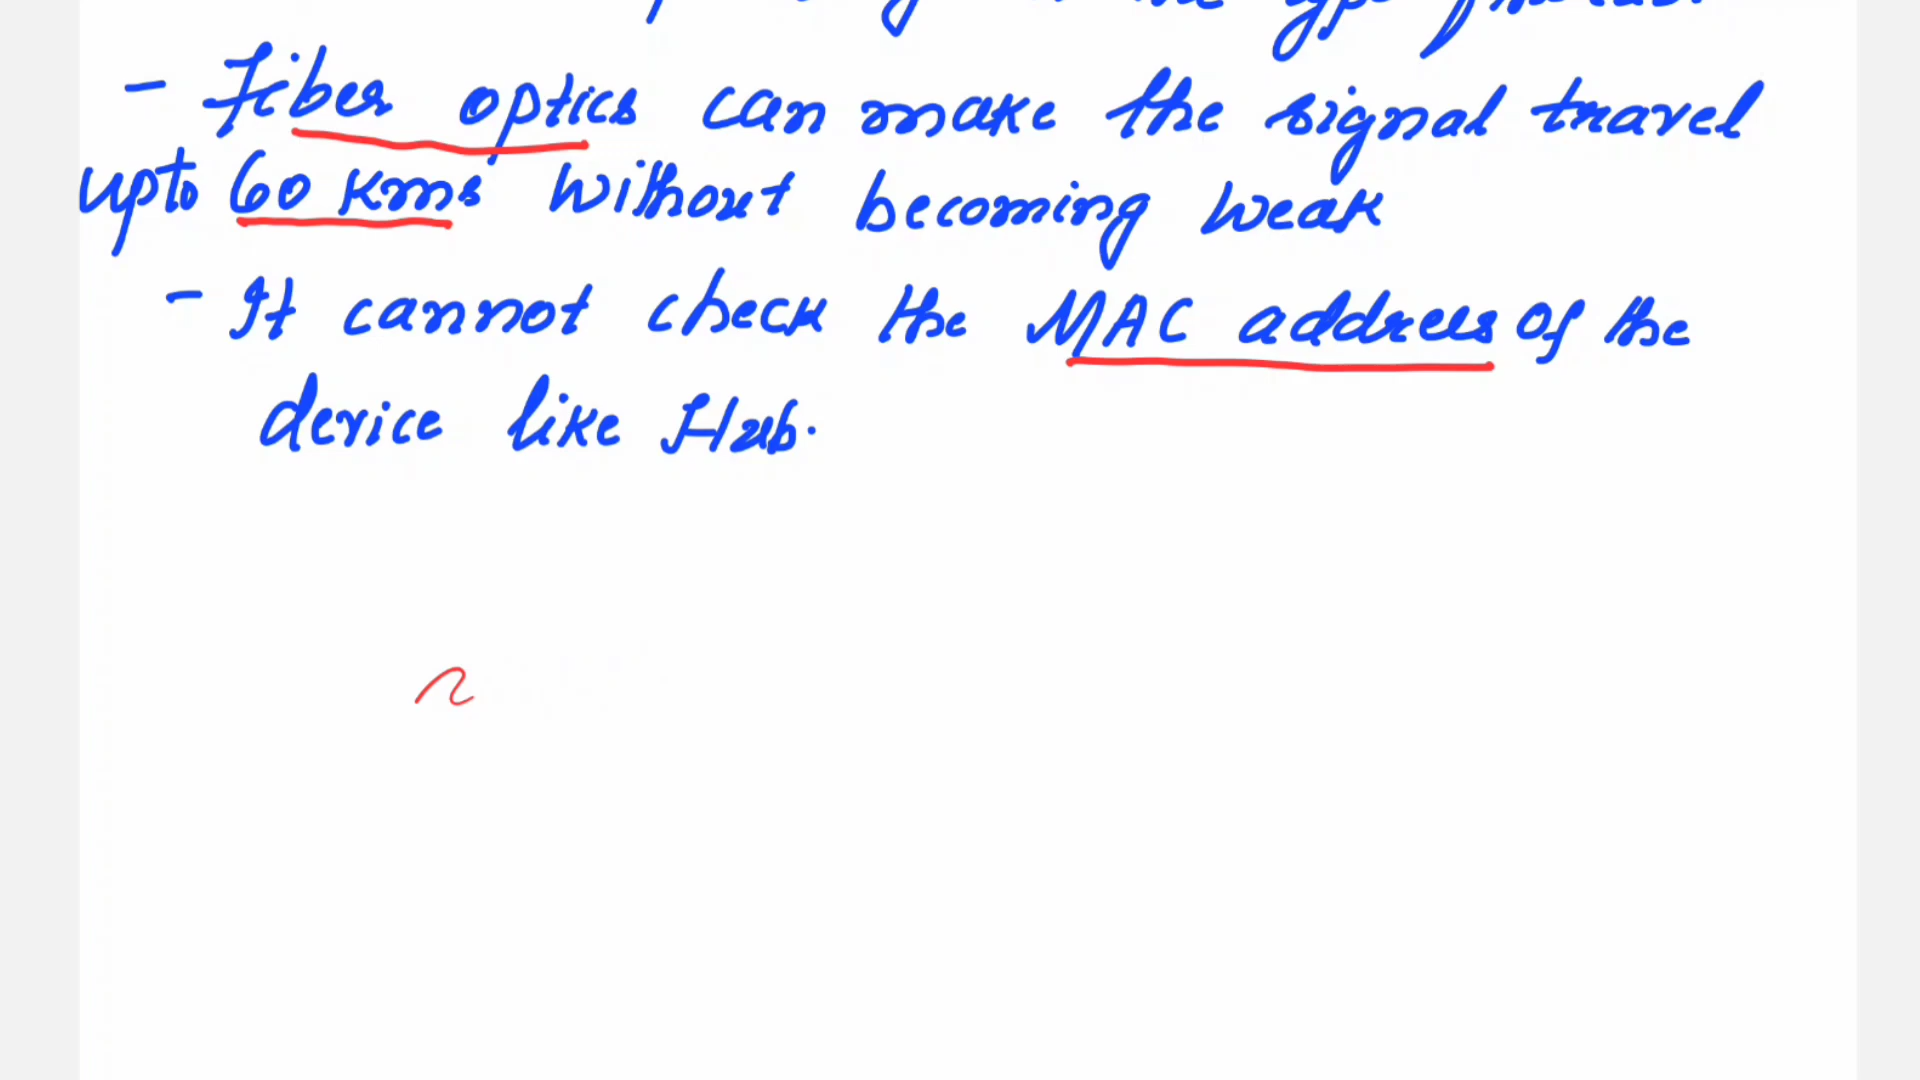 - Fiber optics can make the signal travel
upto 60 Kms without becoming weak
- It cannot check the MAC address of the
device like Hub.